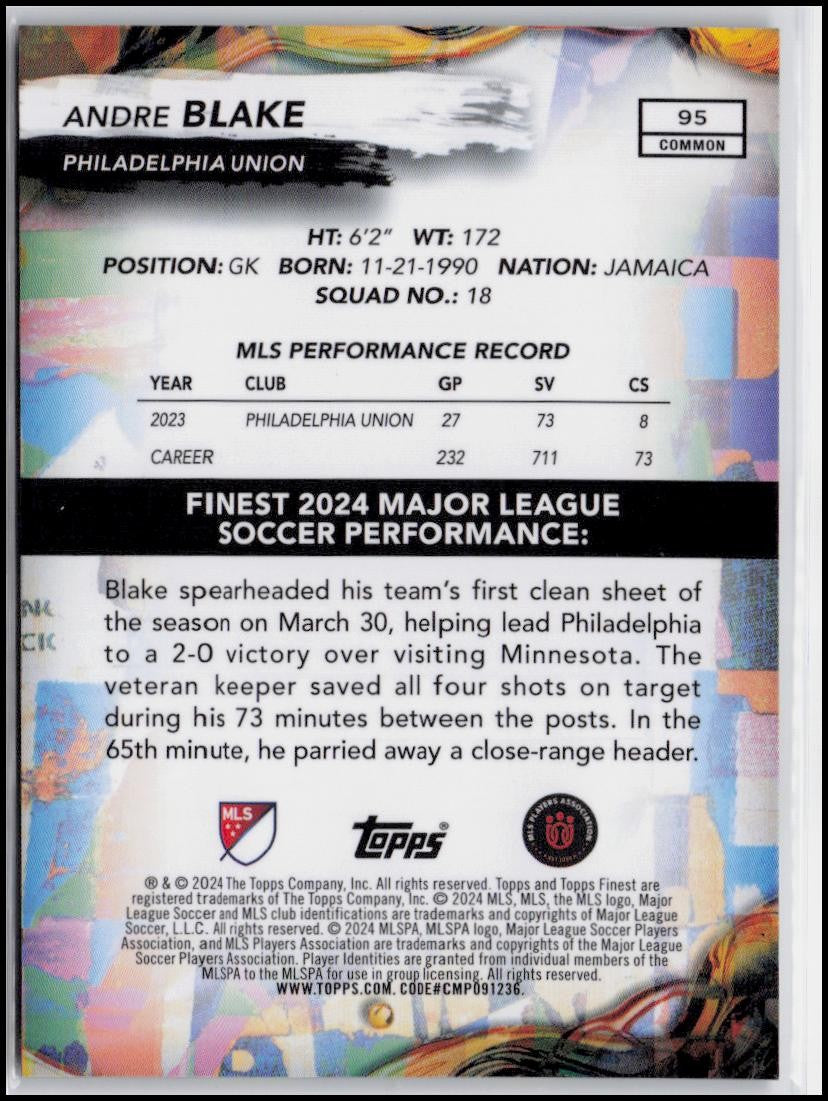 ANDRE BLAKE
PHILADELPHIA UNION
95
COMMON
HT: 6'2" WT: 172
POSITION: GK BORN: 11-21-1990 NATION: JAMAICA
SQUAD NO.: 18
MLS PERFORMANCE RECORD
YEAR CLUB GP SV CS
2023 PHILADELPHIA UNION 27 73 8
CAREER 232 711 73
FINEST 2024 MAJOR LEAGUE
SOCCER PERFORMANCE:
Blake spearheaded his team's first clean sheet of
the season on March 30, helping lead Philadelphia
to a 2-0 victory over visiting Minnesota. The
veteran keeper saved all four shots on target
during his 73 minutes between the posts. In the
65th minute, he parried away a close-range header.
MLS
Topps®
MLS PLAYERS ASSOCIATION
® & © 2024 The Topps Company, Inc. All rights reserved. Topps and Topps Finest are
registered trademarks of The Topps Company, Inc. © 2024 MLS, MLS, the MLS logo, Major
League Soccer and MLS club identifications are trademarks and copyrights of Major League
Soccer, L.L.C. All rights reserved. © 2024 MLSPA, MLSPA logo, Major League Soccer Players
Association, and MLS Players Association are trademarks and copyrights of the Major League
Soccer Players Association. Player Identities are granted from individual members of the
MLSPA to the MLSPA for use in group licensing. All rights reserved.
WWW.TOPPS.COM. CODE#CMP091236.